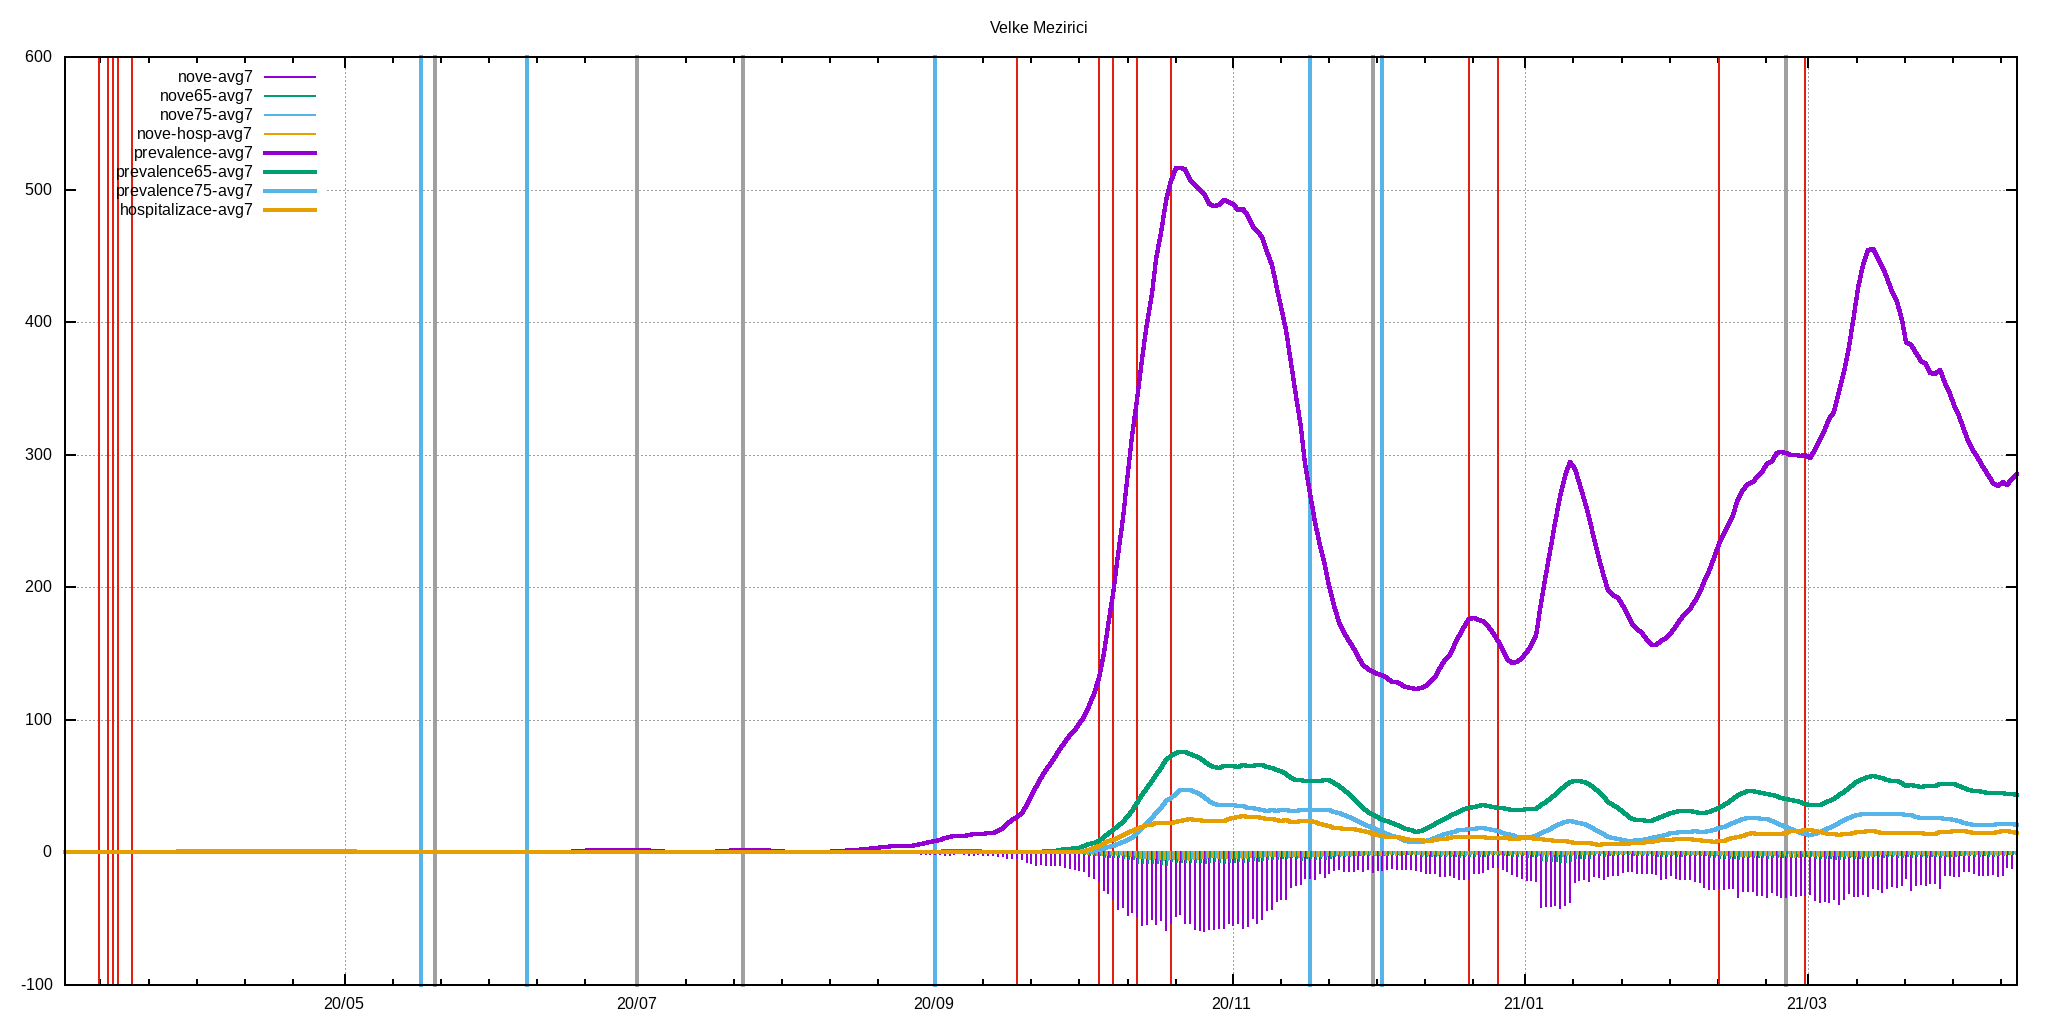 Velke Mezirici
600
500
400
300
200
100
0
-100
nove-avg7
nove65-avg7
nove75-avg7
nove-hosp-avg7
prevalence-avg7
prevalence65-avg7
prevalence75-avg7
hospitalizace-avg7
20/05 20/07 20/09 20/11 21/01 21/03